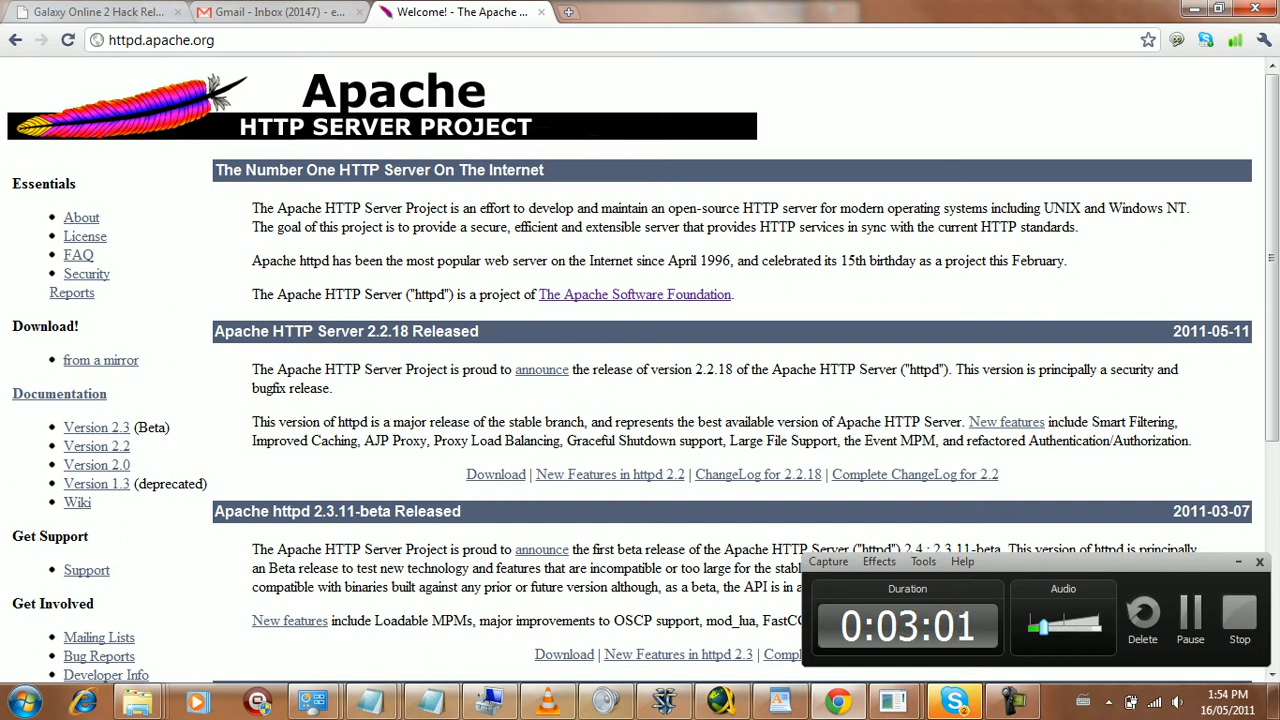 Galaxy Online 2 Hack Rel...
Gmail - Inbox (20147) - e...
Welcome! - The Apache ...
httpd.apache.org
Apache
HTTP SERVER PROJECT
Essentials
About
License
FAQ
Security
Reports
Download!
from a mirror
Documentation
Version 2.3 (Beta)
Version 2.2
Version 2.0
Version 1.3 (deprecated)
Wiki
Get Support
Support
Get Involved
Mailing Lists
Bug Reports
Developer Info
The Number One HTTP Server On The Internet
The Apache HTTP Server Project is an effort to develop and maintain an open-source HTTP server for modern operating systems including UNIX and Windows NT.
The goal of this project is to provide a secure, efficient and extensible server that provides HTTP services in sync with the current HTTP standards.
Apache httpd has been the most popular web server on the Internet since April 1996, and celebrated its 15th birthday as a project this February.
The Apache HTTP Server ("httpd") is a project of The Apache Software Foundation.
Apache HTTP Server 2.2.18 Released 2011-05-11
The Apache HTTP Server Project is proud to announce the release of version 2.2.18 of the Apache HTTP Server ("httpd"). This version is principally a security and
bugfix release.
This version of httpd is a major release of the stable branch, and represents the best available version of Apache HTTP Server. New features include Smart Filtering,
Improved Caching, AJP Proxy, Proxy Load Balancing, Graceful Shutdown support, Large File Support, the Event MPM, and refactored Authentication/Authorization.
Download | New Features in httpd 2.2 | ChangeLog for 2.2.18 | Complete ChangeLog for 2.2
Apache httpd 2.3.11-beta Released 2011-03-07
The Apache HTTP Server Project is proud to announce the first beta release of the Apache HTTP Server ("httpd") 2.4 : 2.3.11-beta. This version of httpd is principally
an Beta release to test new technology and features that are incompatible or too large for the stab
compatible with binaries built against any prior or future version although, as a beta, the API is in a
New features include Loadable MPMs, major improvements to OSCP support, mod_lua, FastC
Download | New Features in httpd 2.3 | Compl
Capture Effects Tools Help
Duration
0:03:01
Audio
Delete
Pause
Stop
1:54 PM
16/05/2011